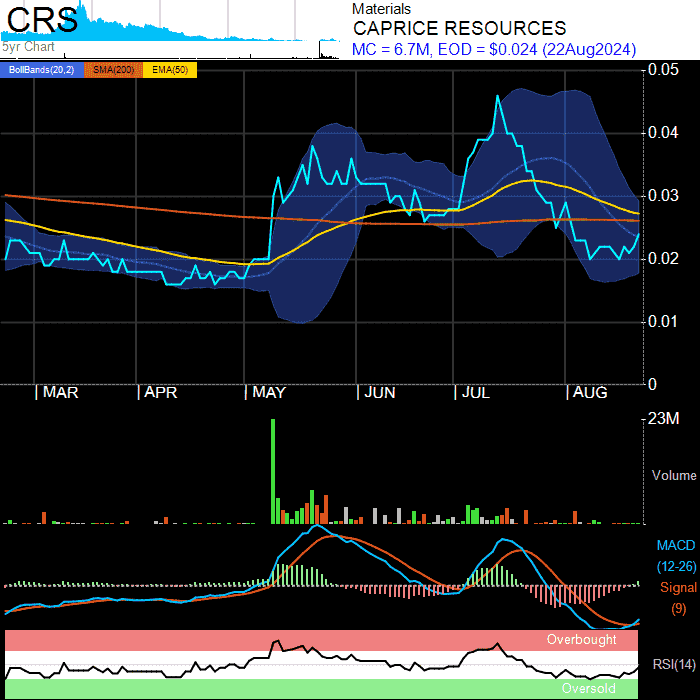 CRS
5yr Chart
Materials
CAPRICE RESOURCES
MC = 6.7M, EOD = $0.024 (22Aug2024)
BollBands(20,2) SMA(200) EMA(50)
0.05
0.04
0.03
0.02
0.01
0
| MAR | APR | MAY | JUN | JUL | AUG
23M
Volume
MACD
(12-26)
Signal
(9)
Overbought
RSI(14)
Oversold